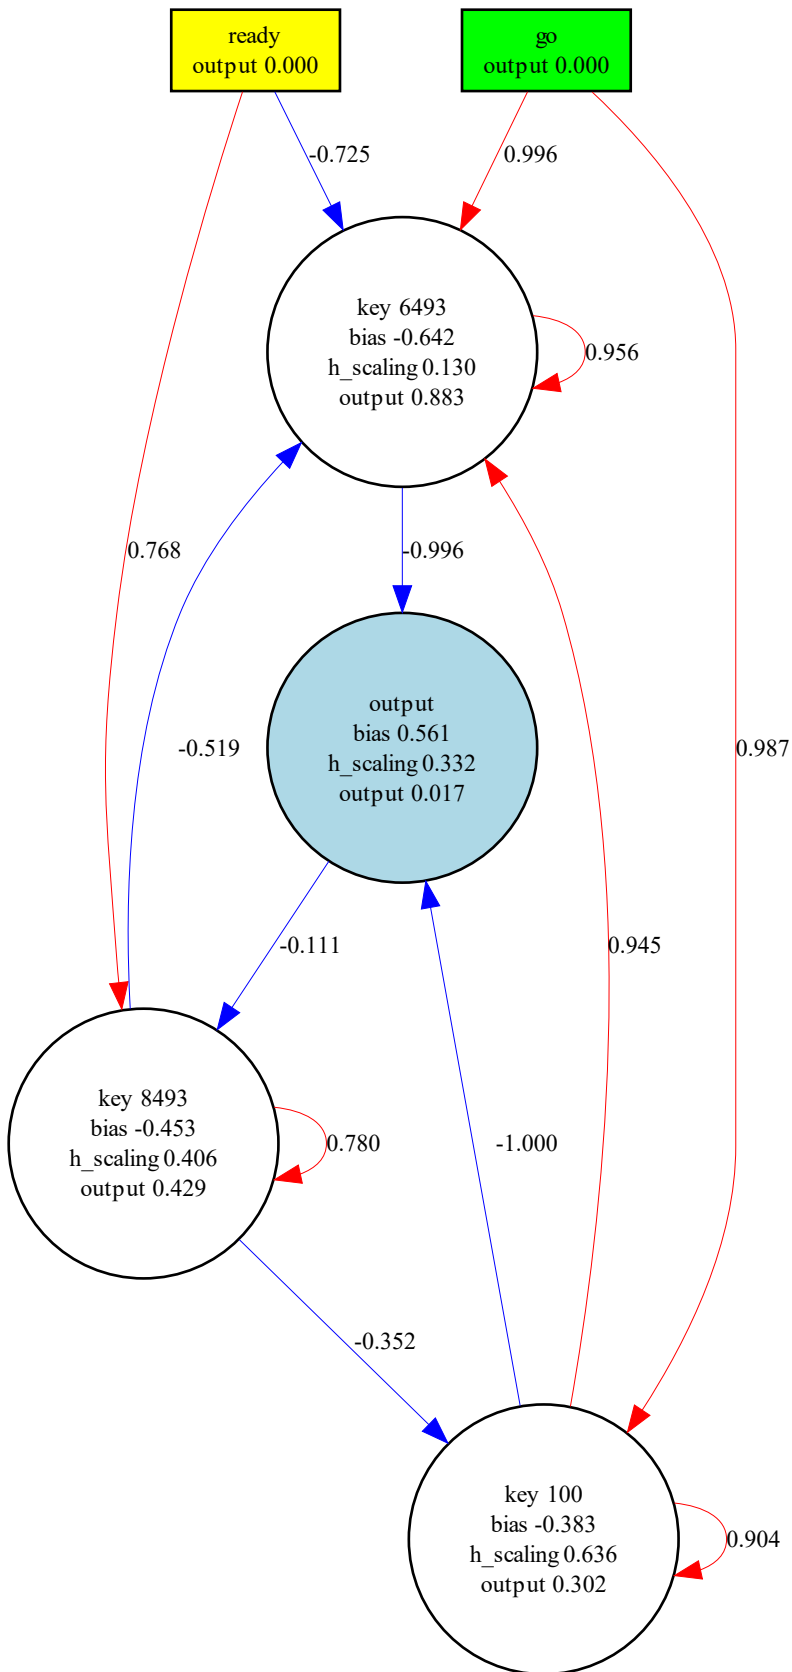 ready
output 0.000
go
output 0.000
-0.725
0.996
key 6493
bias -0.642
h_scaling 0.130
output 0.883
0.956
0.768
-0.996
output
bias 0.561
h_scaling 0.332
output 0.017
-0.519
0.987
-0.111
0.945
key 8493
bias -0.453
h_scaling 0.406
output 0.429
0.780
-1.000
-0.352
key 100
bias -0.383
h_scaling 0.636
output 0.302
0.904